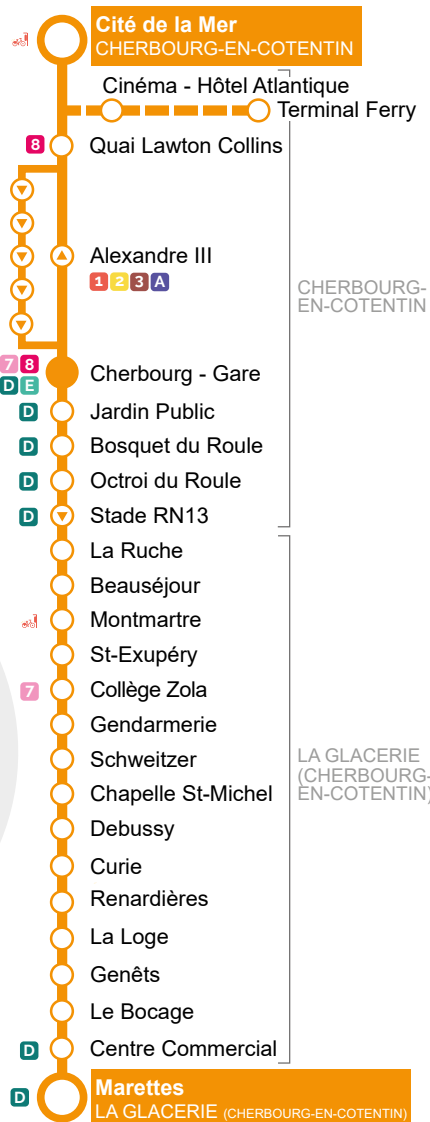 Cité de la Mer
CHERBOURG-EN-COTENTIN
Cinéma - Hôtel Atlantique
Terminal Ferry
8 Quai Lawton Collins
Alexandre III
1 2 3 A
CHERBOURG-
EN-COTENTIN
7 8
D E
Cherbourg - Gare
D Jardin Public
D Bosquet du Roule
D Octroi du Roule
D Stade RN13
La Ruche
Beauséjour
Montmartre
St-Exupéry
7 Collège Zola
Gendarmerie
Schweitzer
Chapelle St-Michel
LA GLACERIE
(CHERBOURG-
EN-COTENTIN)
Debussy
Curie
Renardières
La Loge
Genêts
Le Bocage
D Centre Commercial
D Marettes
LA GLACERIE (CHERBOURG-EN-COTENTIN)